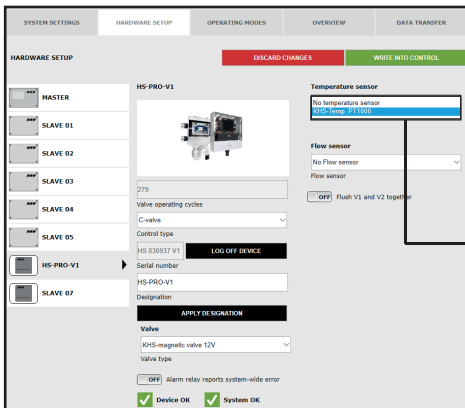 SYSTEM SETTINGS
HARDWARE SETUP
OPERATING MODES
OVERVIEW
DATA TRANSFER
HARDWARE SETUP
DISCARD CHANGES
WRITE INTO CONTROL
MASTER
SLAVE 01
SLAVE 02
SLAVE 03
SLAVE 04
SLAVE 05
HS-PRO-V1
SLAVE 07
HS-PRO-V1
279
Valve operating cycles
C-valve
Control type
HS 030937 V1
LOG OFF DEVICE
Serial number
HS-PRO-V1
Designation
APPLY DESIGNATION
Valve
KHS-magnetic valve 12V
Valve type
OFF Alarm relay reports system-wide error
Device OK
System OK
Temperature sensor
No temperature sensor
KHS-Temp. PT1000
Flow sensor
No Flow sensor
Flow sensor
OFF Flush V1 and V2 together